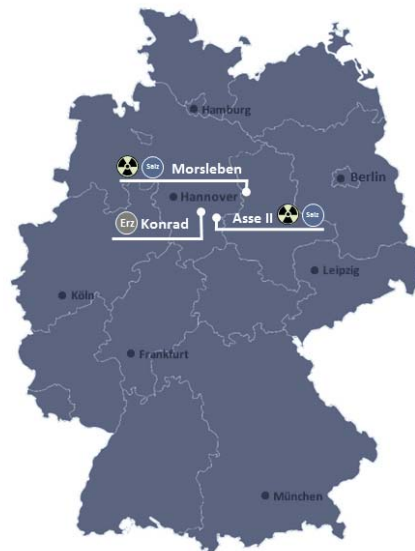 Hamburg
Salz Morsleben
Hannover
Berlin
Erz Konrad
Asse II Salz
Leipzig
Köln
Frankfurt
München